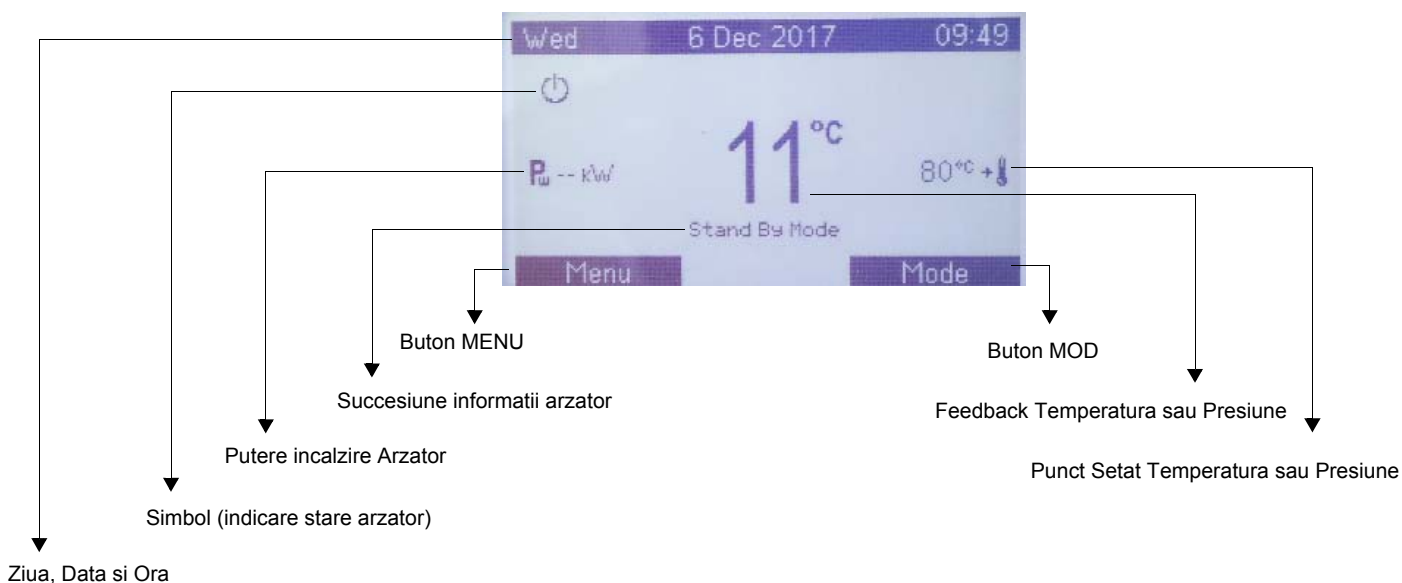 Wed 6 Dec 2017 09:49
11°C
Pw -- kW
80°C
Stand By Mode
Menu Mode
Buton MENU
Buton MOD
Succesiune informatii arzator
Feedback Temperatura sau Presiune
Putere incalzire Arzator
Punct Setat Temperatura sau Presiune
Simbol (indicare stare arzator)
Ziua, Data si Ora